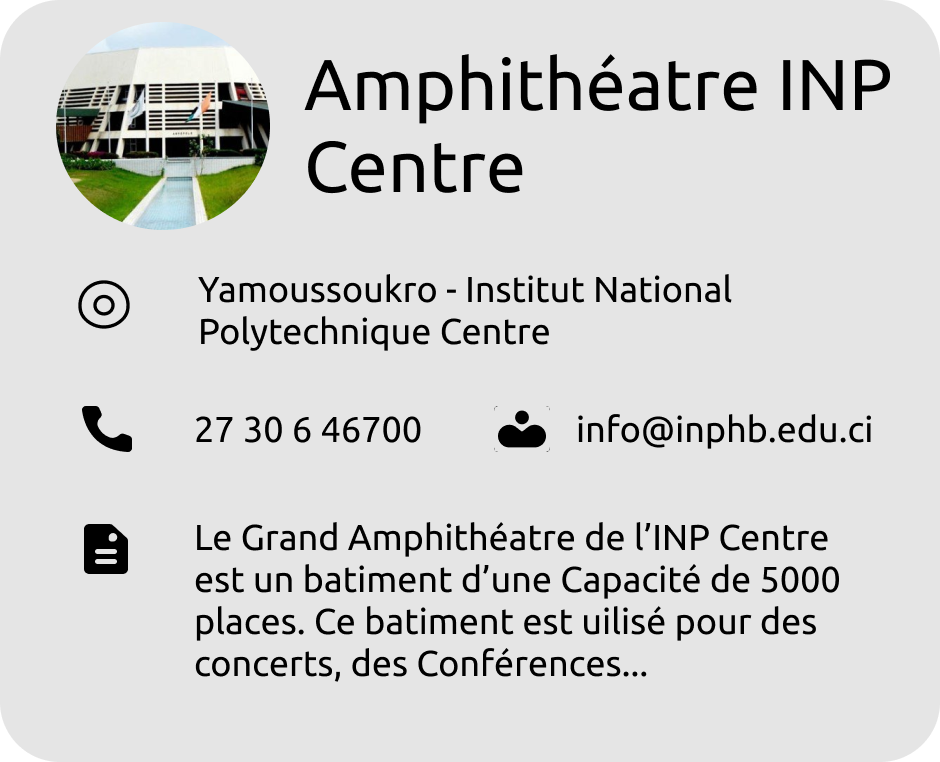 Amphithéatre INP
Centre
Yamoussoukro - Institut National
Polytechnique Centre
27 30 6 46700
info@inphb.edu.ci
Le Grand Amphithéatre de l’INP Centre
est un batiment d’une Capacité de 5000
places. Ce batiment est uilisé pour des
concerts, des Conférences...